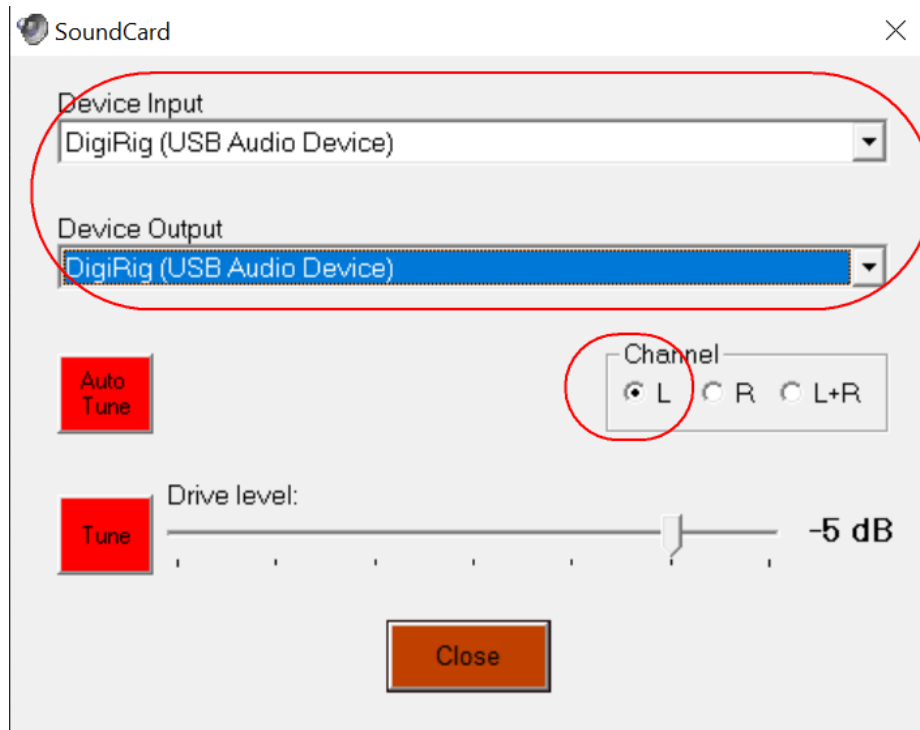 SoundCard
Device Input
DigiRig (USB Audio Device)
Device Output
DigiRig (USB Audio Device)
Auto
Tune
Channel
L R L+R
Drive level:
Tune
-5 dB
Close